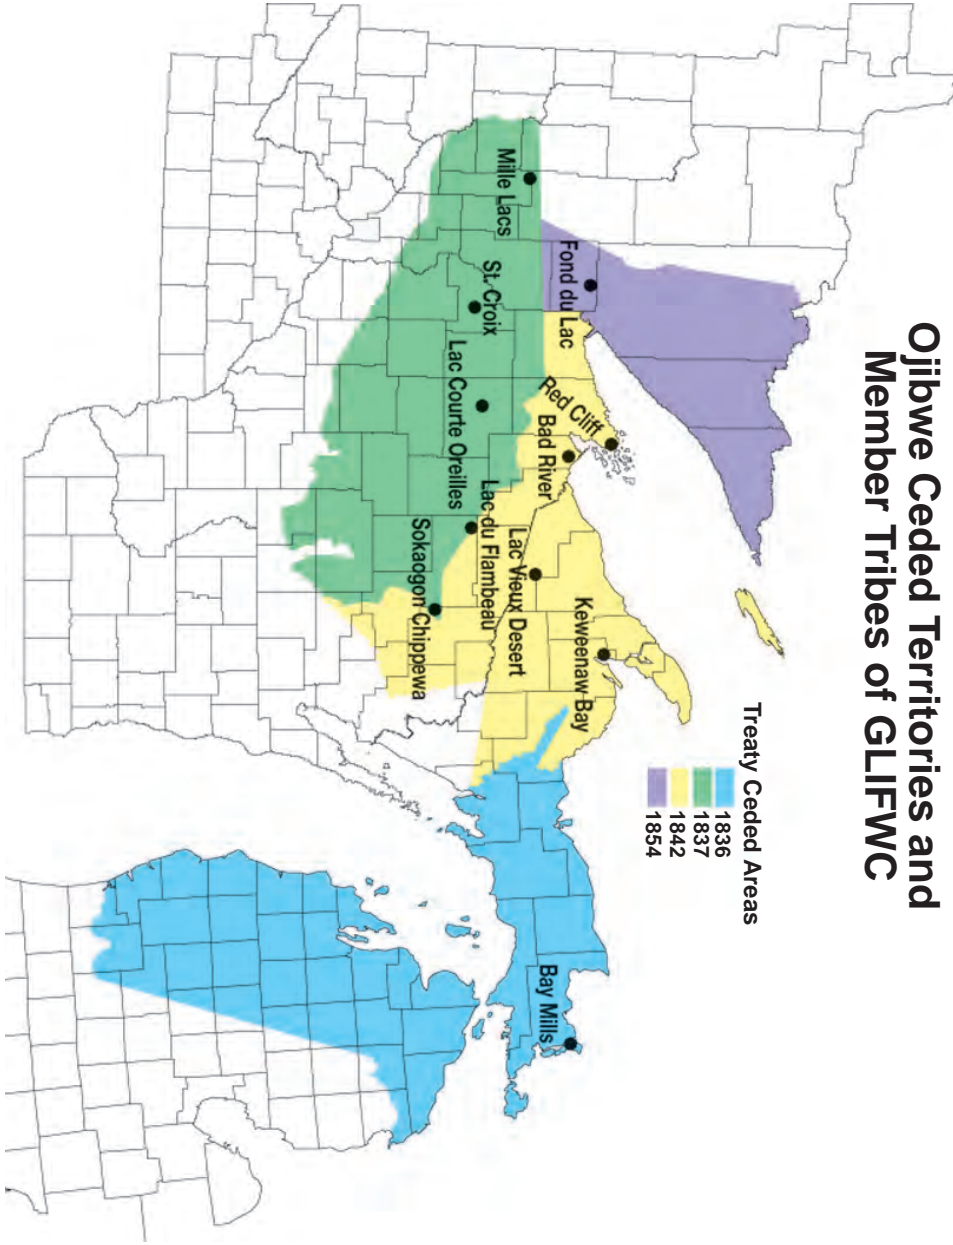 Ojibwe Ceded Territories and
Member Tribes of GLIFWC
Treaty Ceded Areas
1836
1837
1842
1854
Mille Lacs
Fond du Lac
St. Croix
Red Cliff
Bad River
Lac Courte Oreilles
Lac du Flambeau
Lac Vieux Desert
Keweenaw Bay
Sokaogon Chippewa
Bay Mills